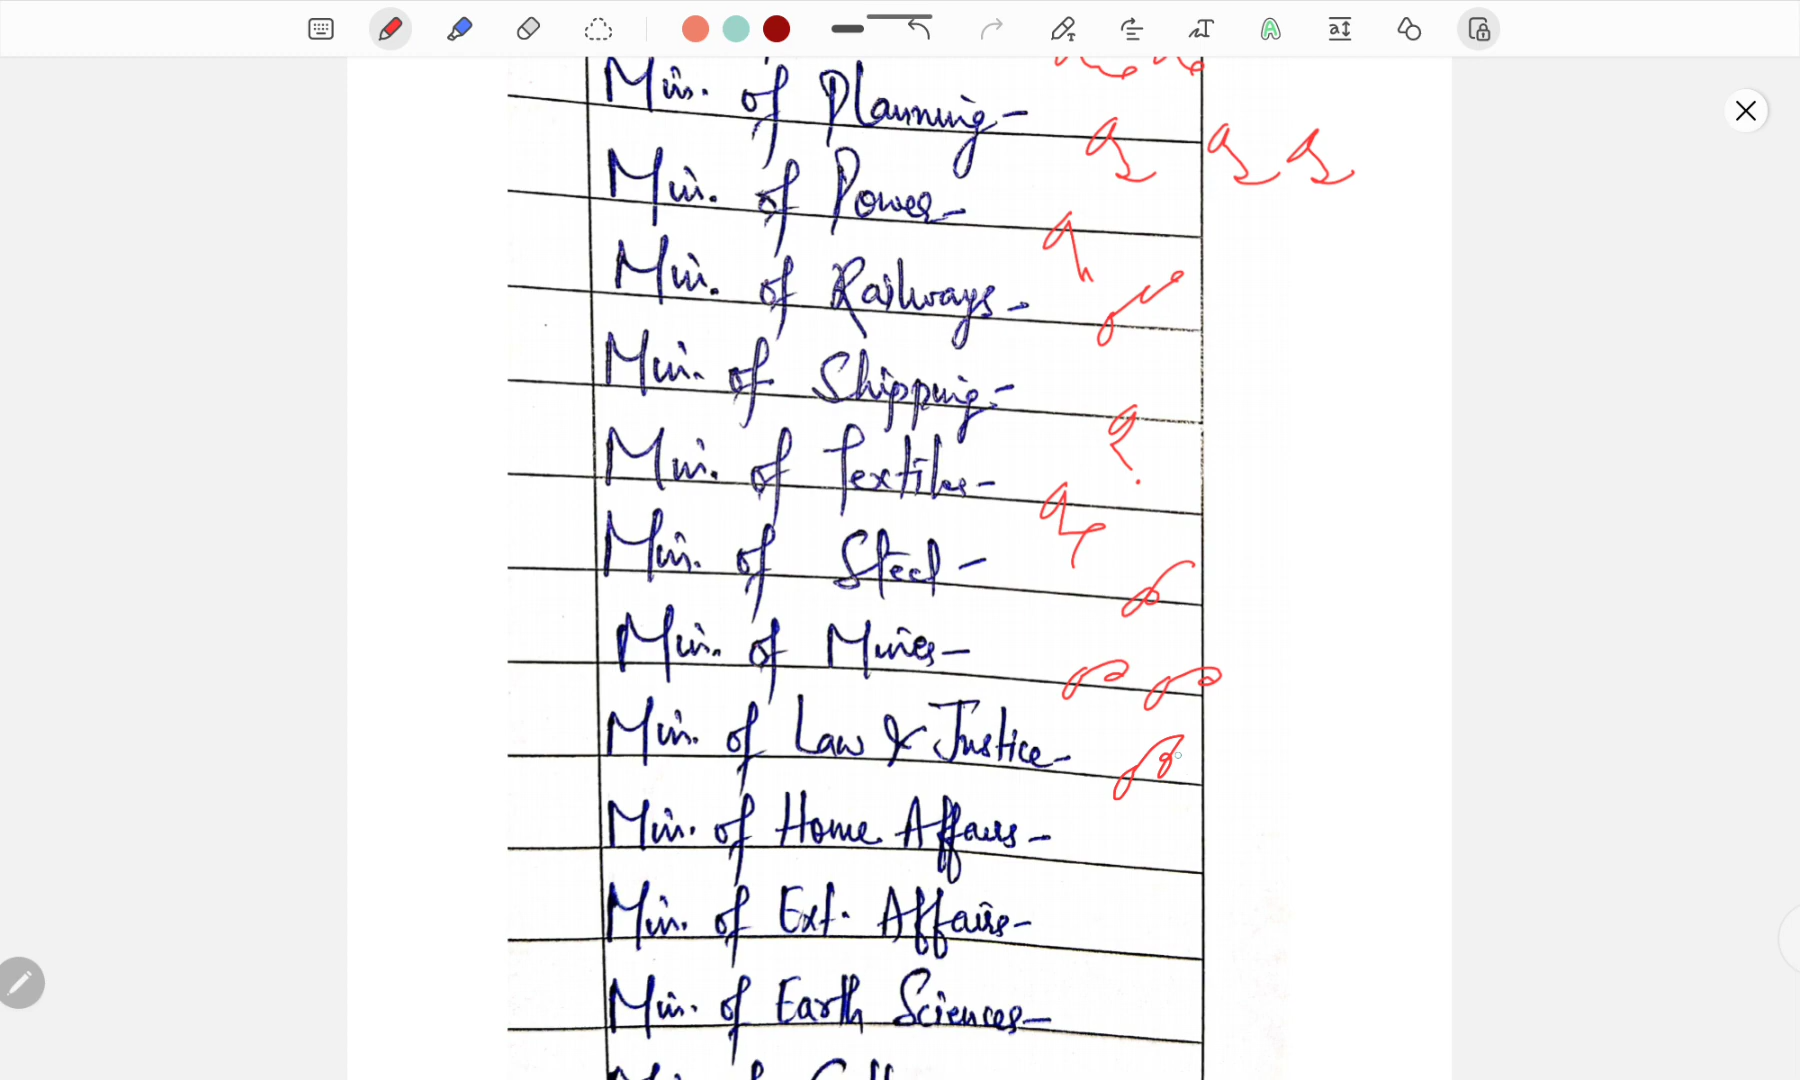 Min. of Planning-
Min. of Power-
Min. of Railways-
Min. of Shipping-
Min. of Textiles-
Min. of Steel-
Min. of Mines-
Min. of Law & Justice-
Min. of Home Affairs-
Min. of Ext. Affairs-
Min. of Earth Sciences-